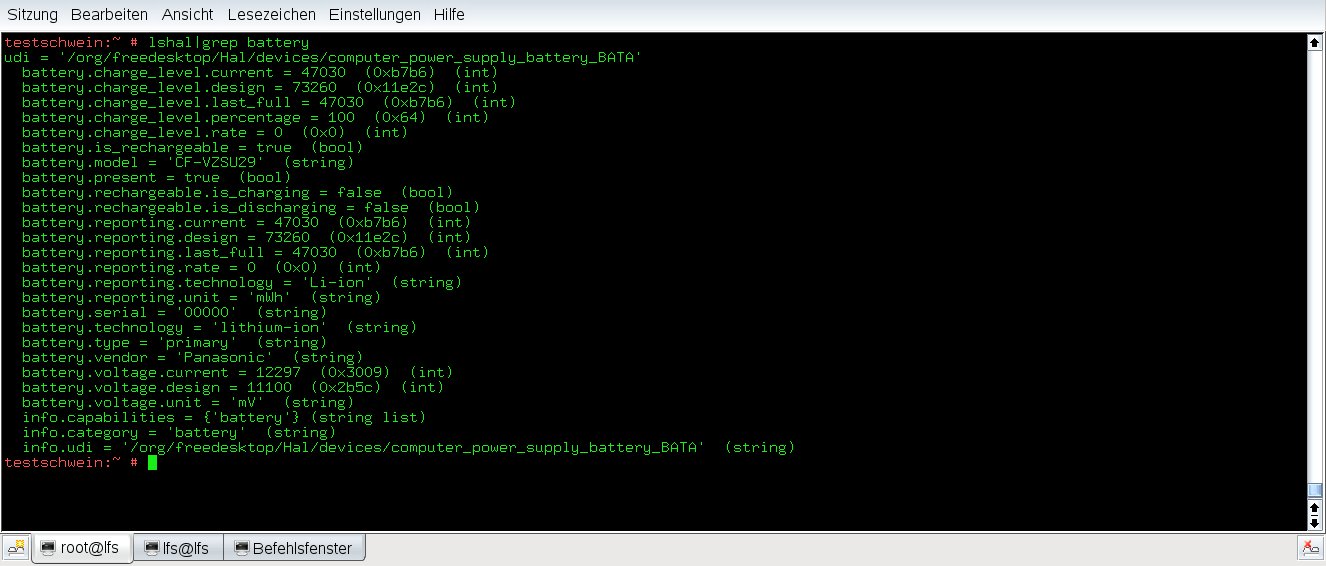 Sitzung Bearbeiten Ansicht Lesezeichen Einstellungen Hilfe
testschwein:~ # lshal|grep battery
udi = '/org/freedesktop/Hal/devices/computer_power_supply_battery_BATA'
  battery.charge_level.current = 47030  (0xb7b6)  (int)
  battery.charge_level.design = 73260  (0x11e2c)  (int)
  battery.charge_level.last_full = 47030  (0xb7b6)  (int)
  battery.charge_level.percentage = 100  (0x64)  (int)
  battery.charge_level.rate = 0  (0x0)  (int)
  battery.is_rechargeable = true  (bool)
  battery.model = 'CF-VZSU29'  (string)
  battery.present = true  (bool)
  battery.rechargeable.is_charging = false  (bool)
  battery.rechargeable.is_discharging = false  (bool)
  battery.reporting.current = 47030  (0xb7b6)  (int)
  battery.reporting.design = 73260  (0x11e2c)  (int)
  battery.reporting.last_full = 47030  (0xb7b6)  (int)
  battery.reporting.rate = 0  (0x0)  (int)
  battery.reporting.technology = 'Li-ion'  (string)
  battery.reporting.unit = 'mWh'  (string)
  battery.serial = '00000'  (string)
  battery.technology = 'lithium-ion'  (string)
  battery.type = 'primary'  (string)
  battery.vendor = 'Panasonic'  (string)
  battery.voltage.current = 12297  (0x3009)  (int)
  battery.voltage.design = 11100  (0x2b5c)  (int)
  battery.voltage.unit = 'mV'  (string)
  info.capabilities = {'battery'} (string list)
  info.category = 'battery'  (string)
  info.udi = '/org/freedesktop/Hal/devices/computer_power_supply_battery_BATA'  (string)
testschwein:~ #
root@lfs lfs@lfs Befehlsfenster